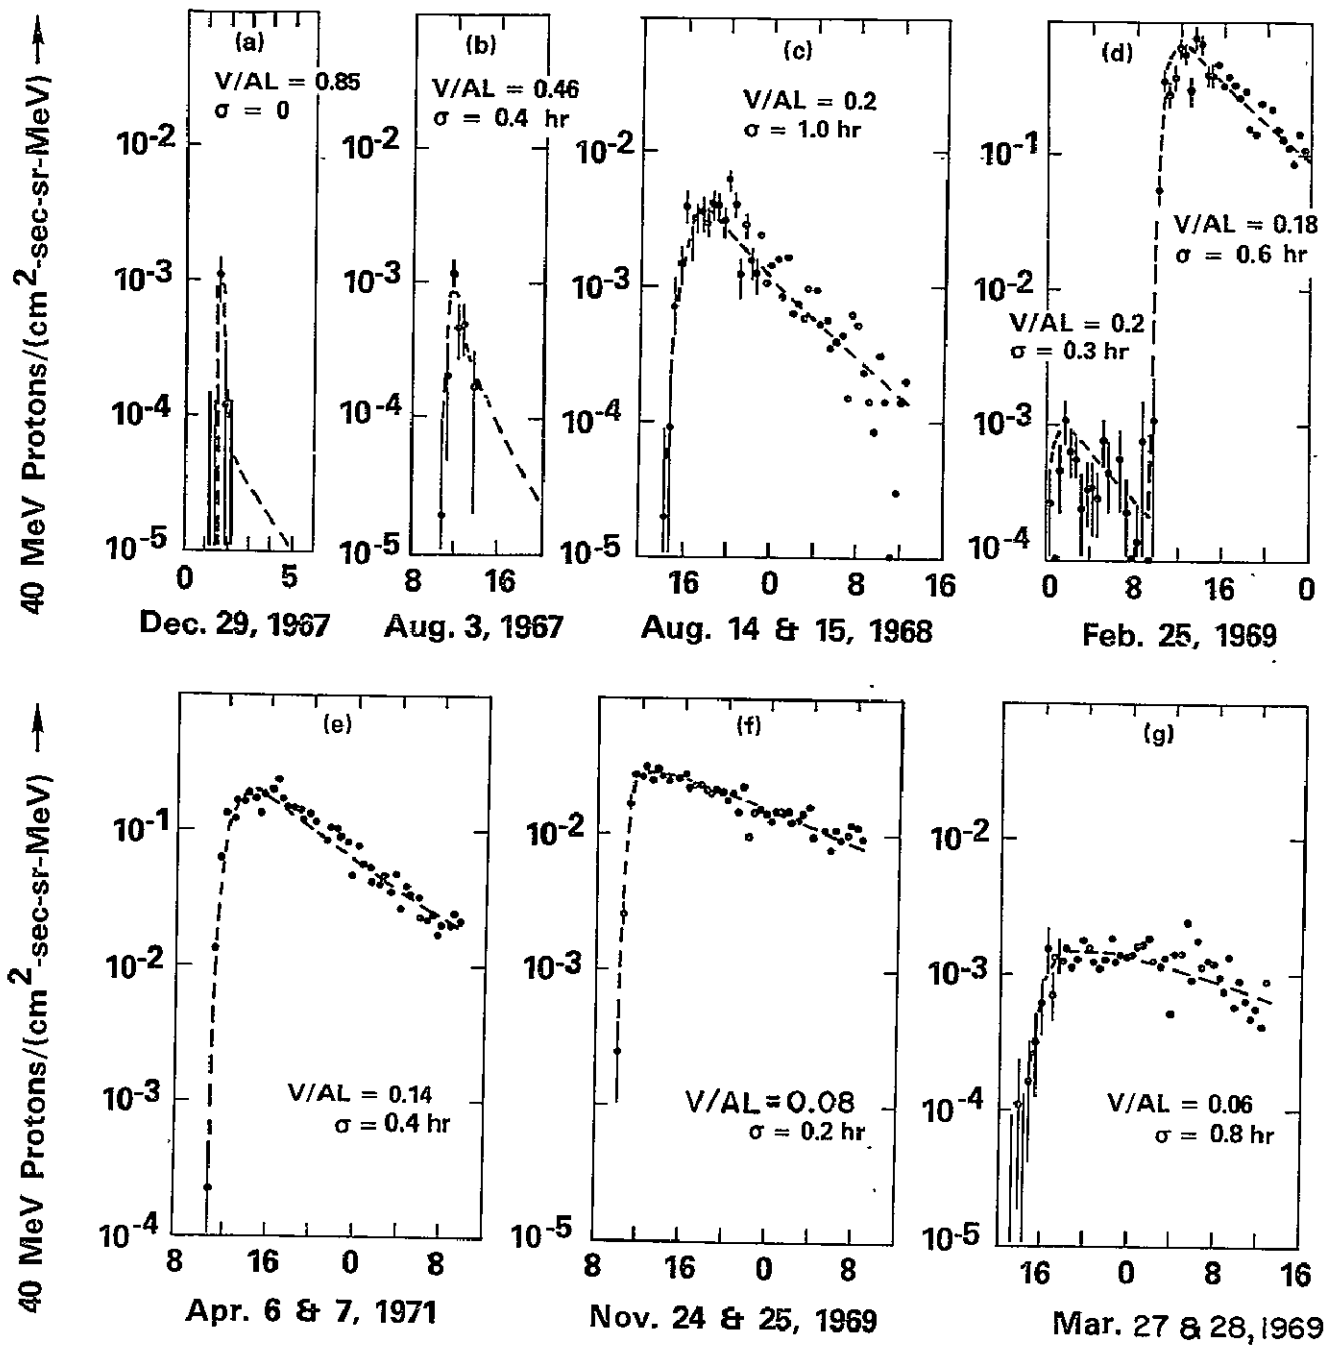 40 MeV Protons/(cm²-sec-sr-MeV) →
(a)
V/AL = 0.85
σ = 0
10⁻²
10⁻³
10⁻⁴
10⁻⁵
0 5
Dec. 29, 1967
(b)
V/AL = 0.46
σ = 0.4 hr
10⁻²
10⁻³
10⁻⁴
10⁻⁵
8 16
Aug. 3, 1967
(c)
V/AL = 0.2
σ = 1.0 hr
10⁻²
10⁻³
10⁻⁴
10⁻⁵
16 0 8 16
Aug. 14 & 15, 1968
(d)
10⁻¹
V/AL = 0.18
σ = 0.6 hr
10⁻²
V/AL = 0.2
σ = 0.3 hr
10⁻³
10⁻⁴
0 8 16 0
Feb. 25, 1969
40 MeV Protons/(cm²-sec-sr-MeV) →
(e)
10⁻¹
10⁻²
10⁻³
10⁻⁴
V/AL = 0.14
σ = 0.4 hr
8 16 0 8
Apr. 6 & 7, 1971
(f)
10⁻²
10⁻³
V/AL = 0.08
σ = 0.2 hr
10⁻⁵
8 16 0 8
Nov. 24 & 25, 1969
(g)
10⁻²
10⁻³
10⁻⁴
V/AL = 0.06
σ = 0.8 hr
10⁻⁵
16 0 8 16
Mar. 27 & 28, 1969